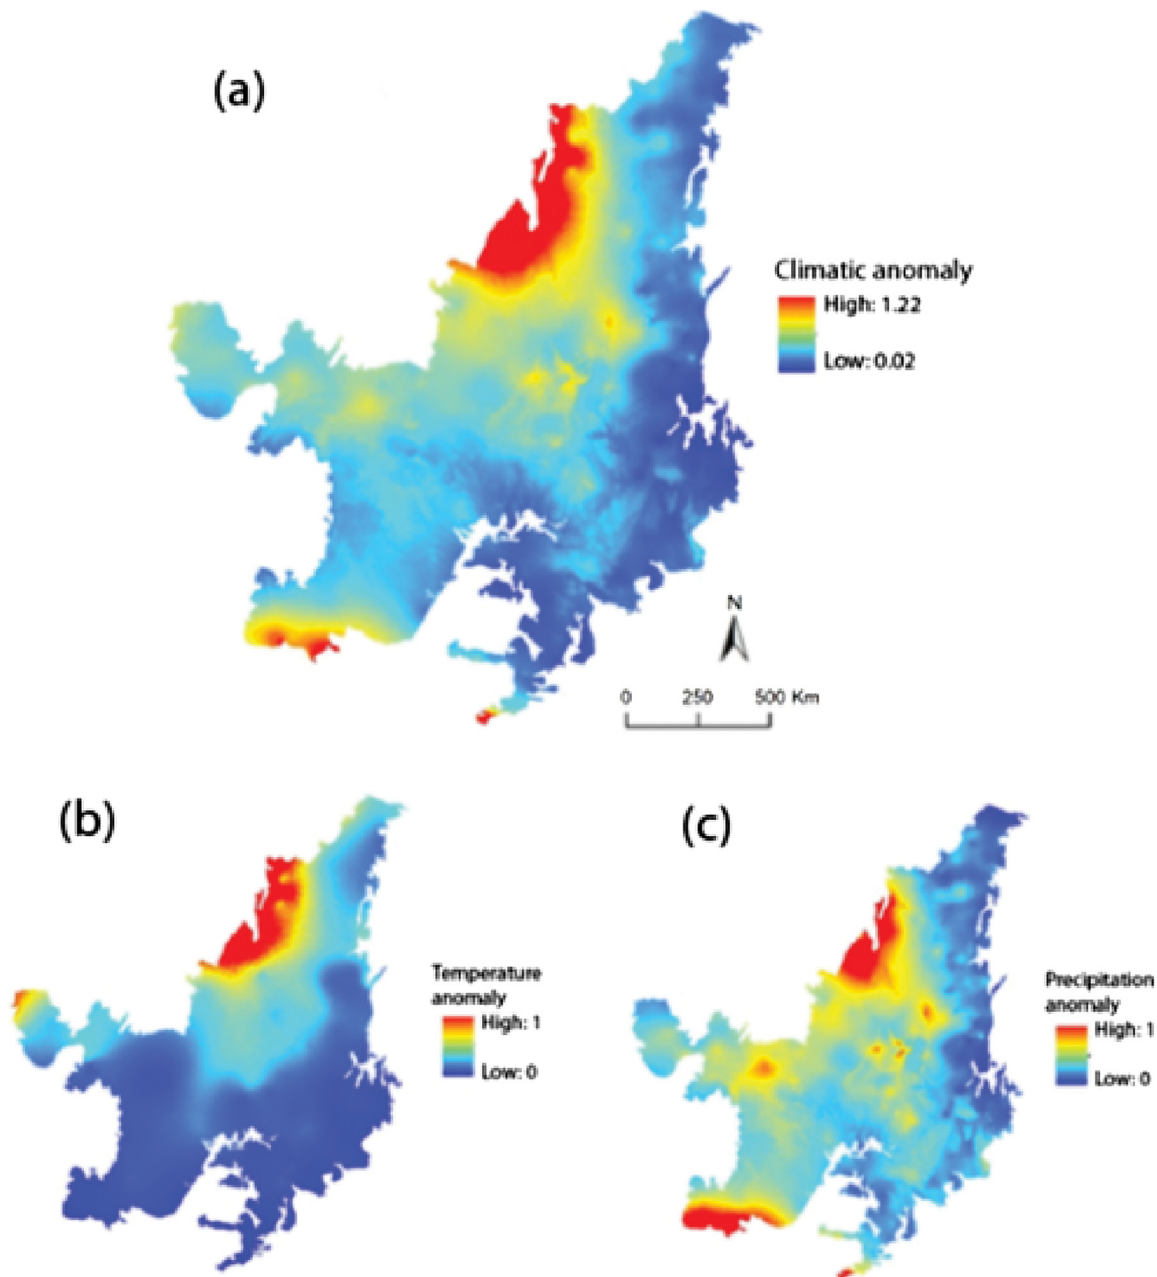 (a)
Climatic anomaly
High: 1.22
Low: 0.02
N
0 250 500 Km
(b)
Temperature
anomaly
High: 1
Low: 0
(c)
Precipitation
anomaly
High: 1
Low: 0